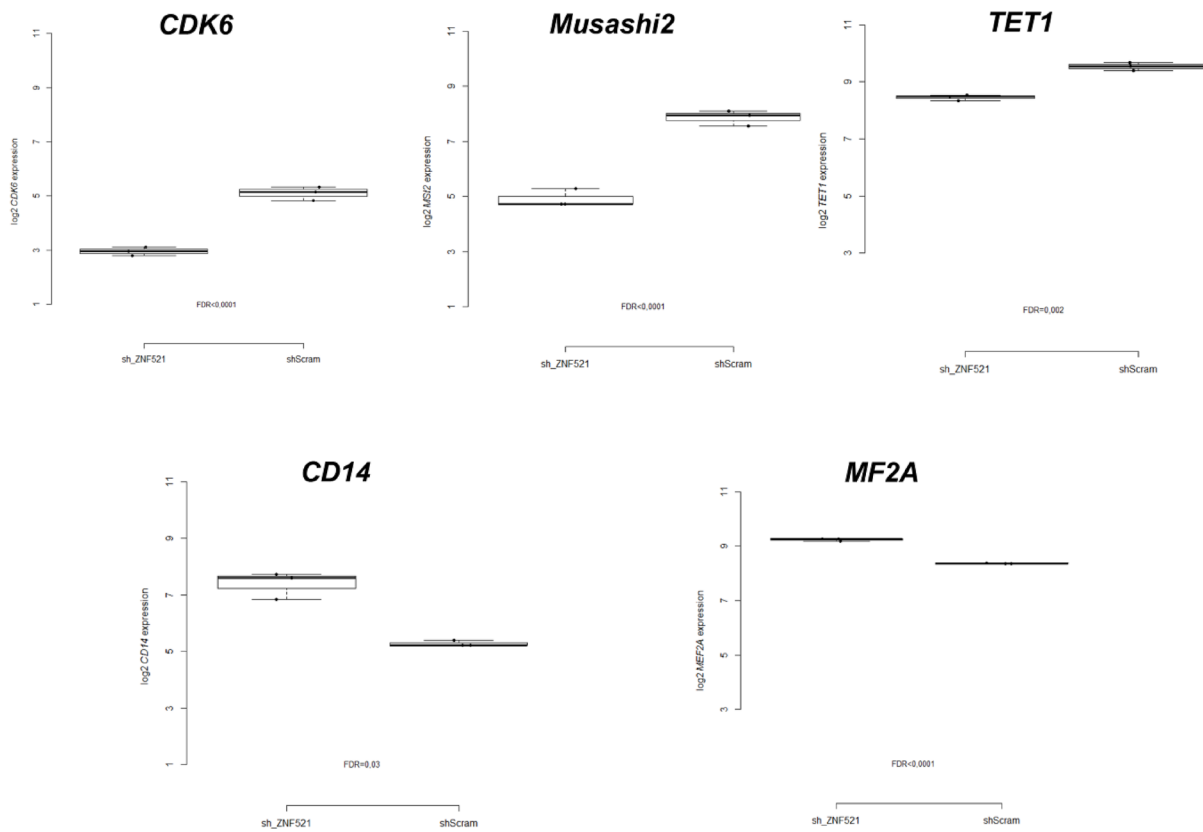 CDK6
11
9
7
5
3
1
log2 CDK6 expression
FDR<0,0001
sh_ZNF521
shScram
Musashi2
11
9
7
5
3
1
log2 MSI2 expression
FDR<0,0001
sh_ZNF521
shScram
TET1
11
9
7
5
3
log2 TET1 expression
FDR=0,002
sh_ZNF521
shScram
CD14
11
9
7
5
3
1
log2 CD14 expression
FDR=0,03
sh_ZNF521
shScram
MF2A
11
9
7
5
3
log2 MEF2A expression
FDR<0,0001
sh_ZNF521
shScram